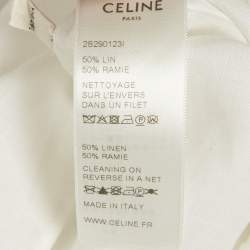 CELINE
PARIS
2S290123I
50% LIN
50% RAMIE
NETTOYAGE
SUR L'ENVERS
DANS UN FILET
50% LINEN
50% RAMIE
CLEANING ON
REVERSE IN A NET
MADE IN ITALY
WWW.CELINE.FR